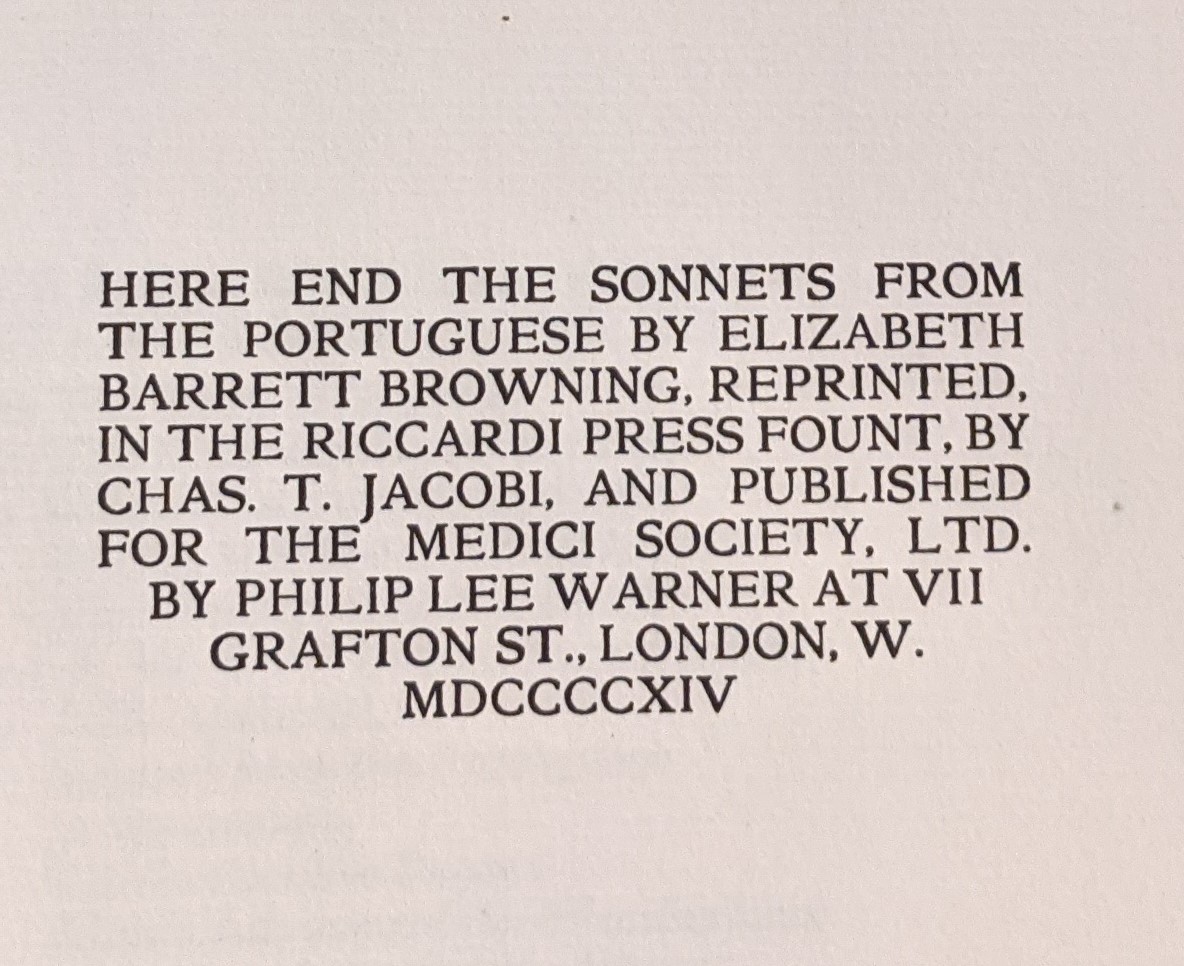 HERE END THE SONNETS FROM
THE PORTUGUESE BY ELIZABETH
BARRETT BROWNING, REPRINTED,
IN THE RICCARDI PRESS FOUNT, BY
CHAS. T. JACOBI, AND PUBLISHED
FOR THE MEDICI SOCIETY, LTD.
BY PHILIP LEE WARNER AT VII
GRAFTON ST., LONDON, W.
MDCCCCXIV